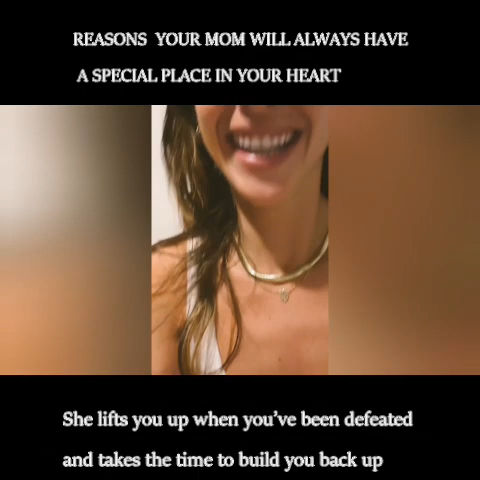 REASONS YOUR MOM WILL ALWAYS HAVE
A SPECIAL PLACE IN YOUR HEART
She lifts you up when you’ve been defeated
and takes the time to build you back up